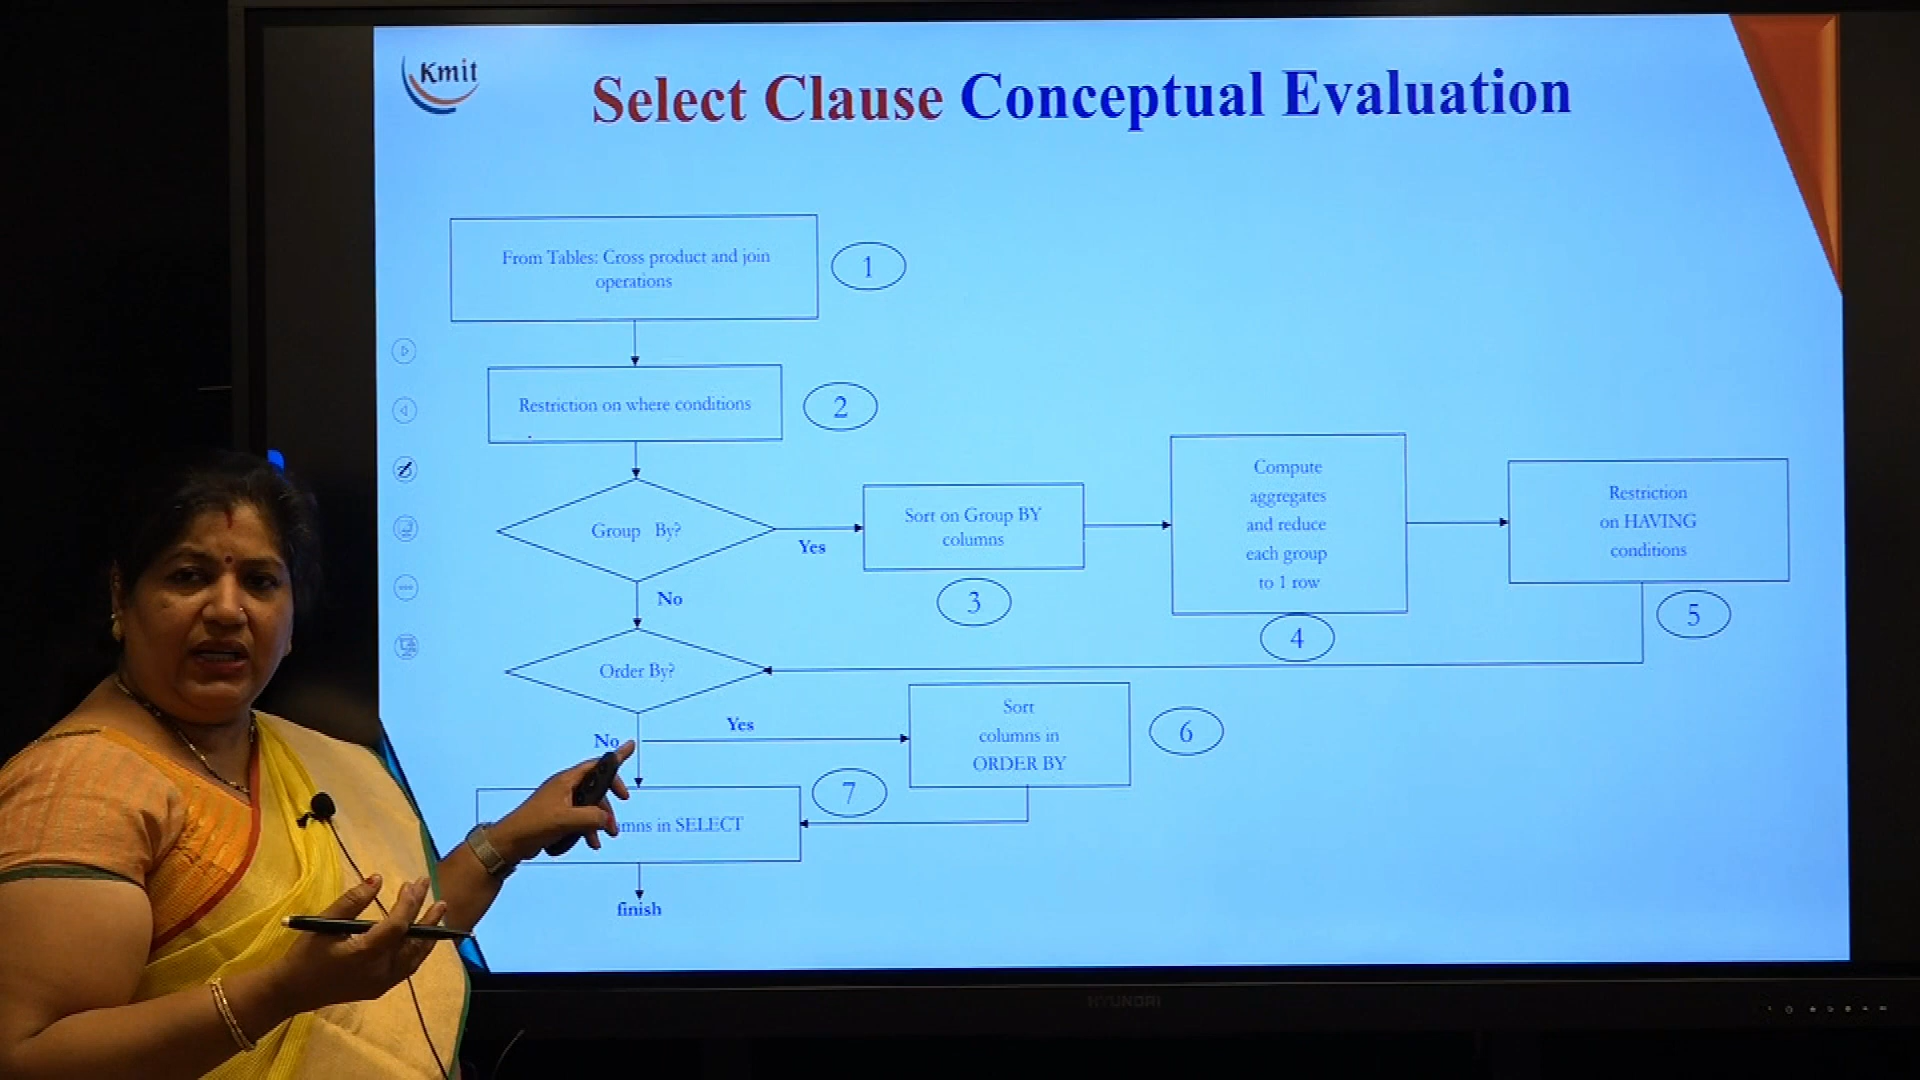 Kmit
Select Clause Conceptual Evaluation
From Tables: Cross product and join
operations
1
Restriction on where conditions
2
Group By?
Yes
Sort on Group BY
columns
3
Compute
aggregates
and reduce
each group
to 1 row
4
Restriction
on HAVING
conditions
5
No
Order By?
Yes
No
Sort
columns in
ORDER BY
6
7
in SELECT
finish
HYUNDAI